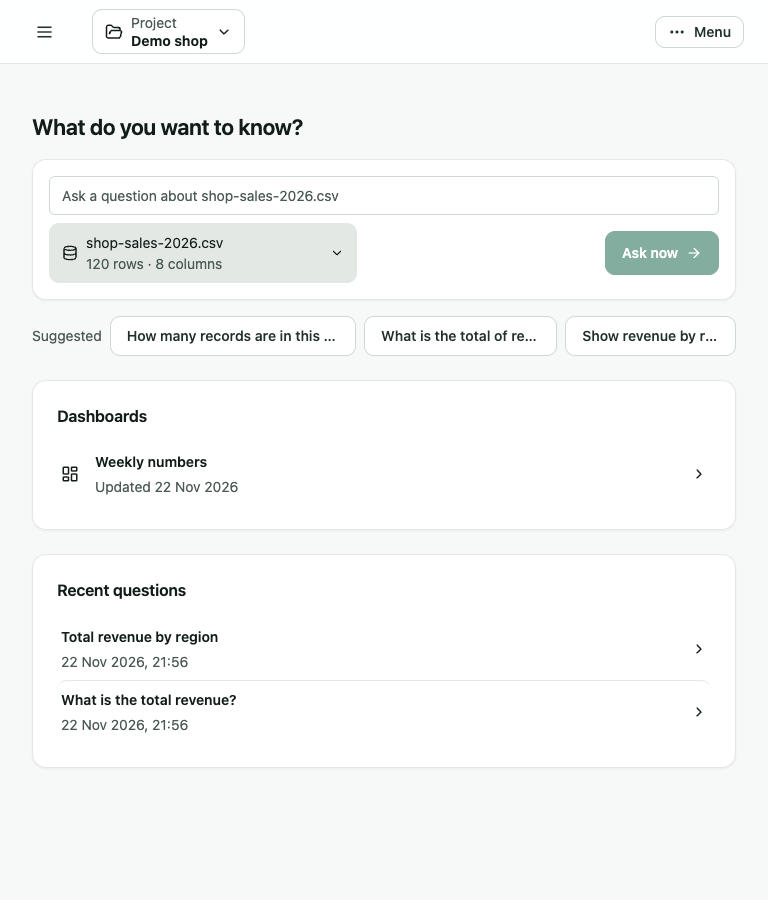 Project
Demo shop
Menu
What do you want to know?
Ask a question about shop-sales-2026.csv
shop-sales-2026.csv
120 rows · 8 columns
Ask now
Suggested
How many records are in this ...
What is the total of re...
Show revenue by r...
Dashboards
Weekly numbers
Updated 22 Nov 2026
Recent questions
Total revenue by region
22 Nov 2026, 21:56
What is the total revenue?
22 Nov 2026, 21:56